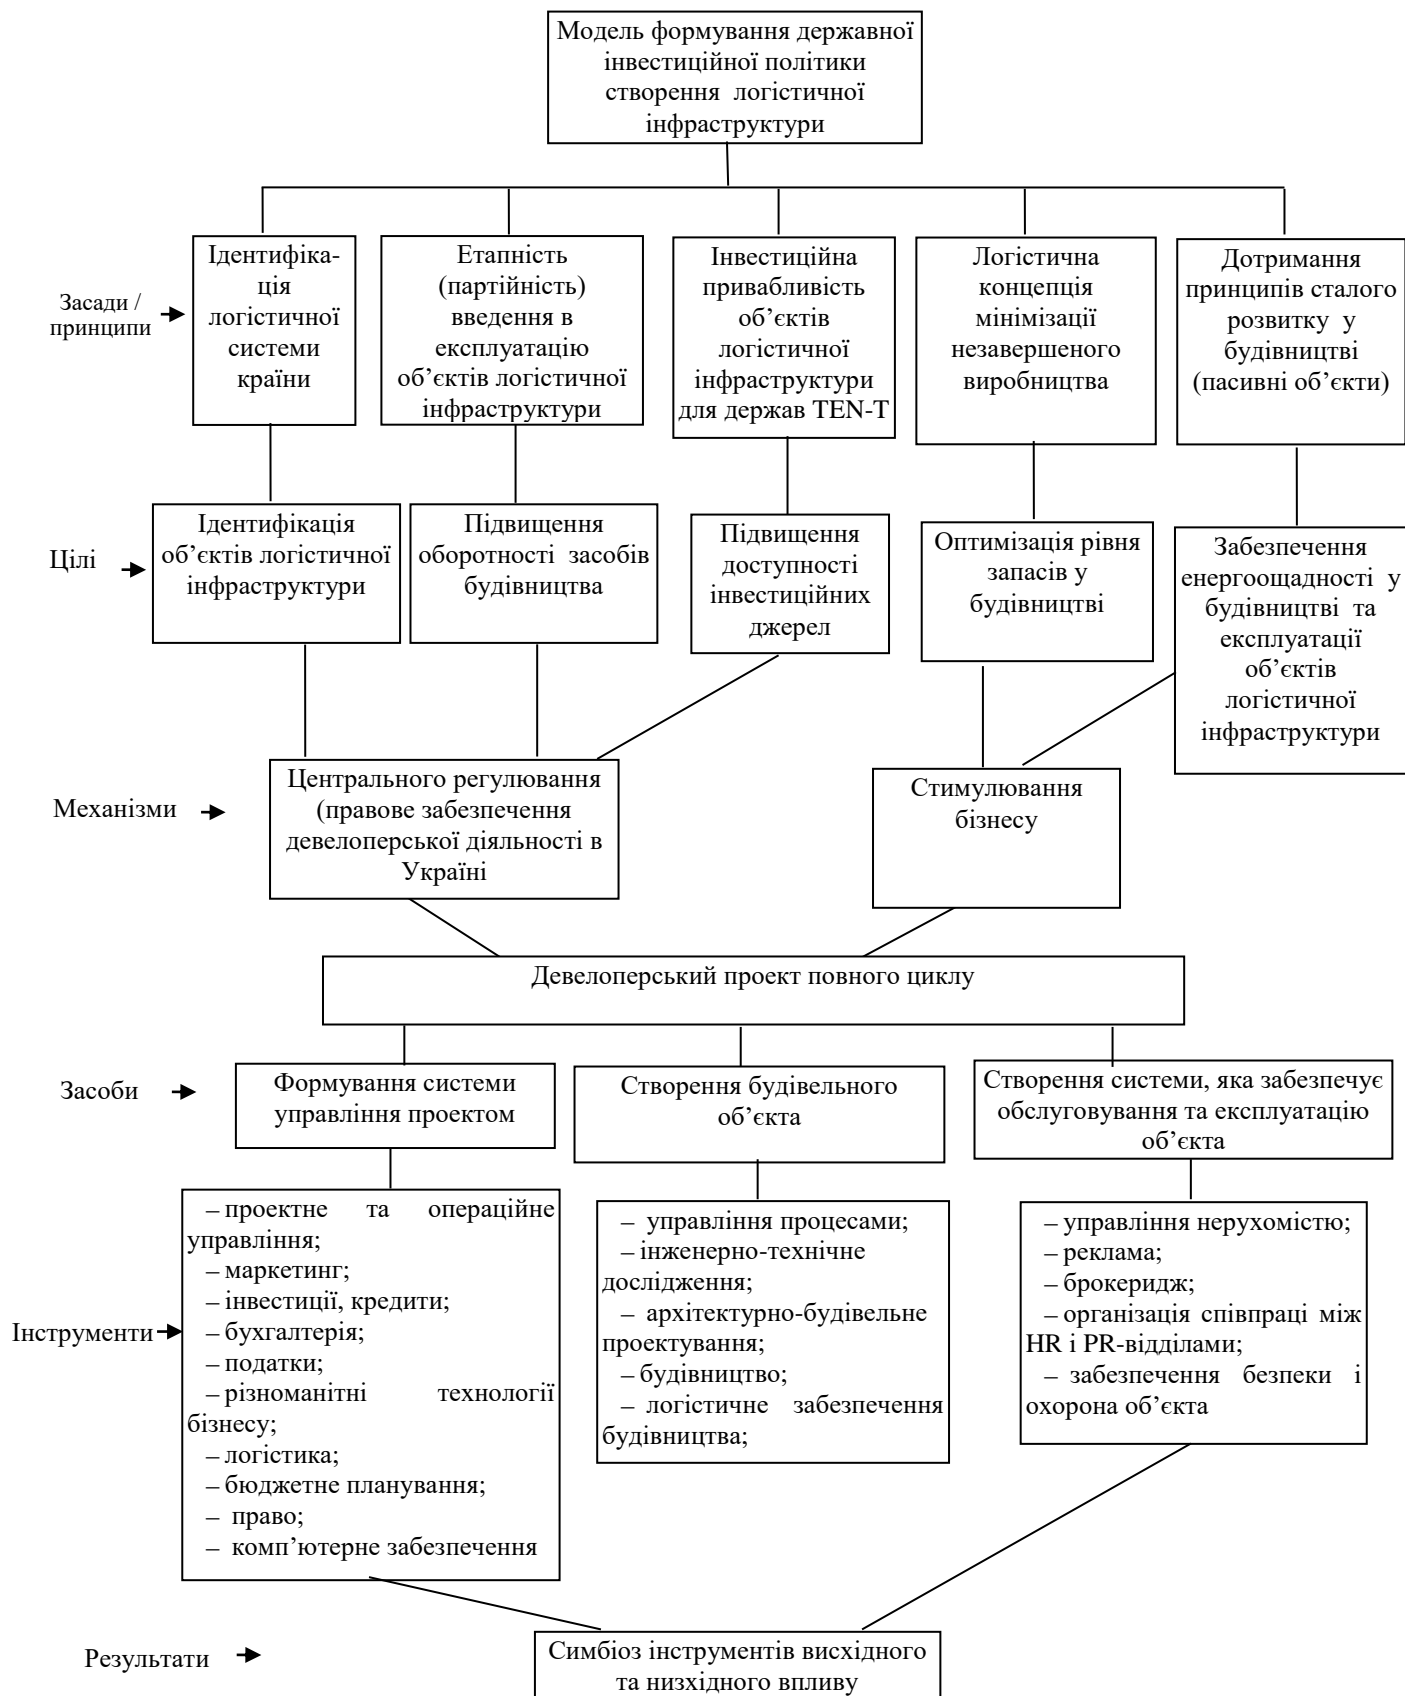 Модель формування державної
інвестиційної політики
створення логістичної
інфраструктури
Засади /
принципи
Ідентифіка-
ція
логістичної
системи
країни
Етапність
(партійність)
введення в
експлуатацію
об’єктів логістичної
інфраструктури
Інвестиційна
привабливість
об’єктів
логістичної
інфраструктури
для держав TEN-T
Логістична
концепція
мінімізації
незавершеного
виробництва
Дотримання
принципів сталого
розвитку у
будівництві
(пасивні об’єкти)
Цілі
Ідентифікація
об’єктів логістичної
інфраструктури
Підвищення
оборотності засобів
будівництва
Підвищення
доступності
інвестиційних
джерел
Оптимізація рівня
запасів у
будівництві
Забезпечення
енергоощадності у
будівництві та
експлуатації
об’єктів
логістичної
інфраструктури
Механізми
Центрального регулювання
(правове забезпечення
девелоперської діяльності в
Україні
Стимулювання
бізнесу
Девелоперський проект повного циклу
Засоби
Формування системи
управління проектом
Створення будівельного
об’єкта
Створення системи, яка забезпечує
обслуговування та експлуатацію
об’єкта
Інструменти
– проектне та операційне
управління;
– маркетинг;
– інвестиції, кредити;
– бухгалтерія;
– податки;
– різноманітні технології
бізнесу;
– логістика;
– бюджетне планування;
– право;
– комп’ютерне забезпечення
– управління процесами;
– інженерно-технічне
дослідження;
– архітектурно-будівельне
проектування;
– будівництво;
– логістичне забезпечення
будівництва;
– управління нерухомістю;
– реклама;
– брокеридж;
– організація співпраці між
HR і PR-відділами;
– забезпечення безпеки і
охорона об’єкта
Результати
Симбіоз інструментів висхідного
та низхідного впливу